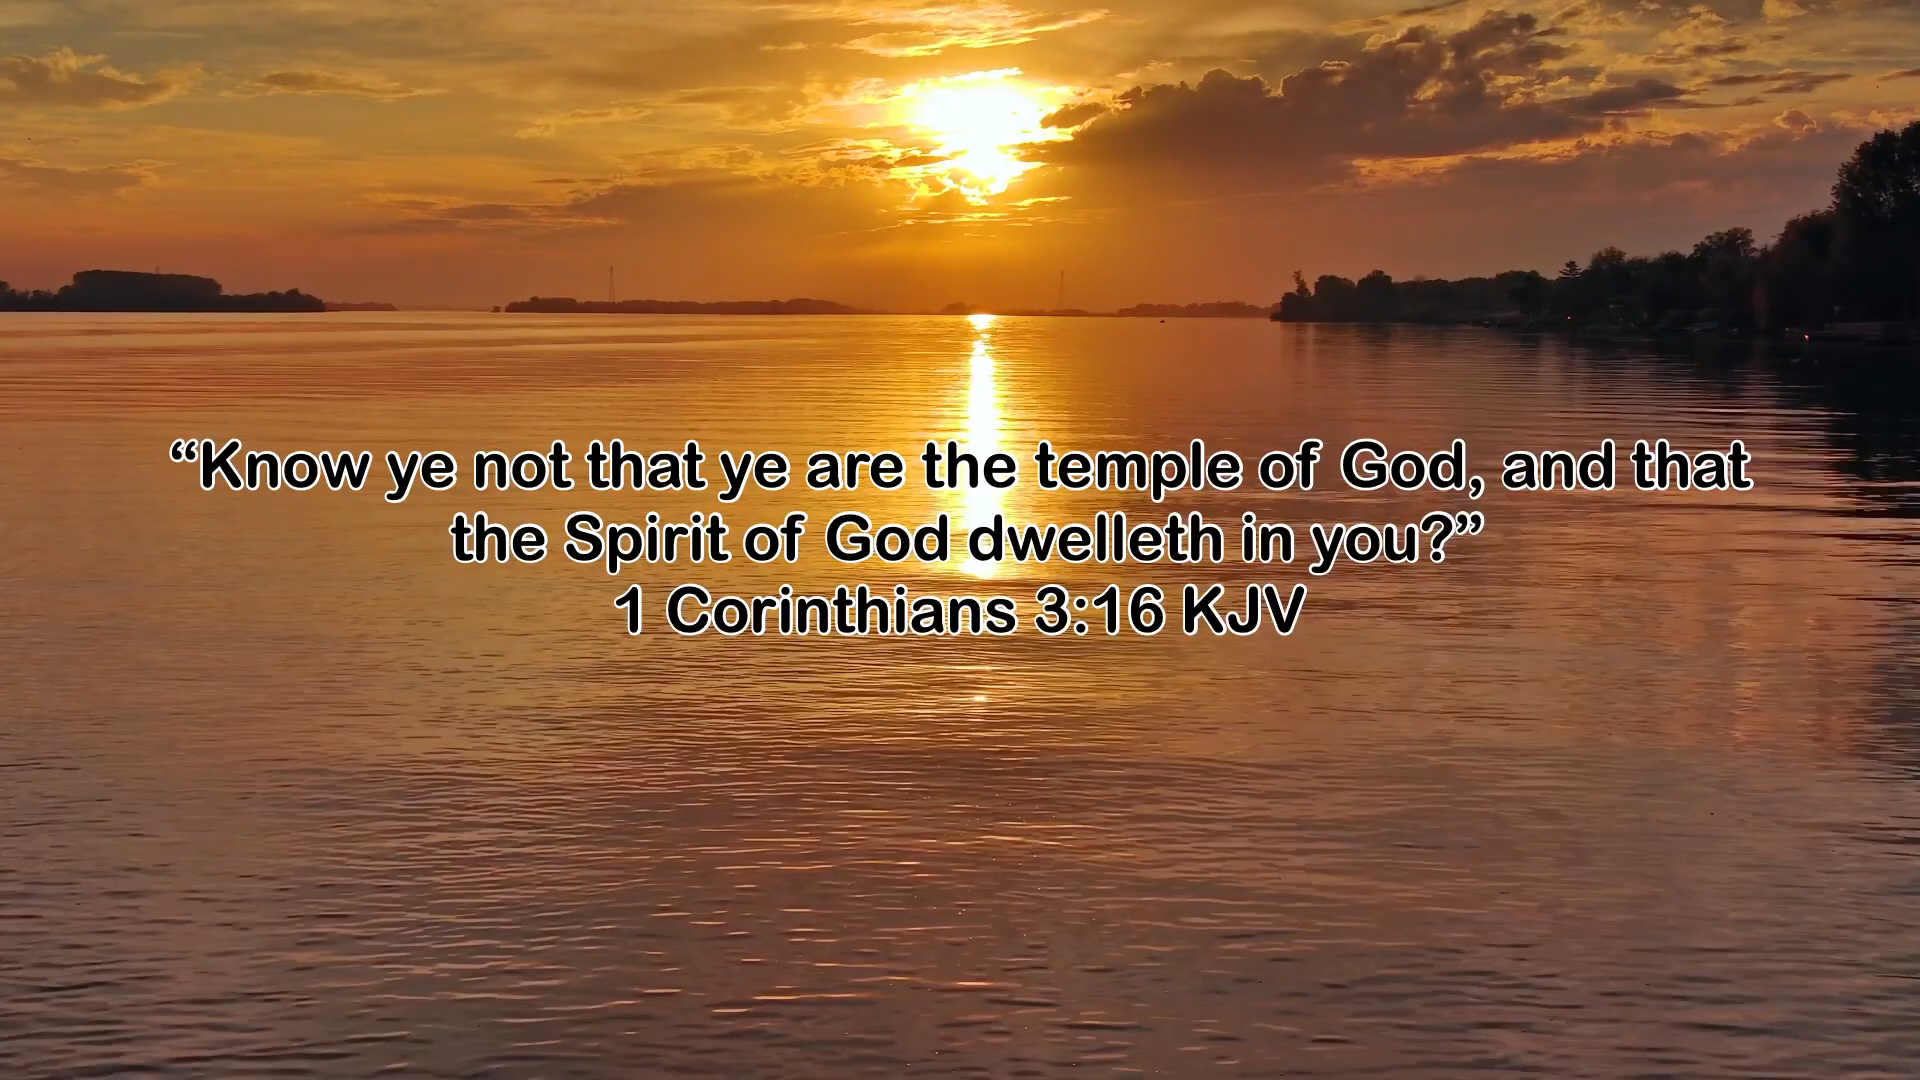 “Know ye not that ye are the temple of God, and that
the Spirit of God dwelleth in you?”
1 Corinthians 3:16 KJV